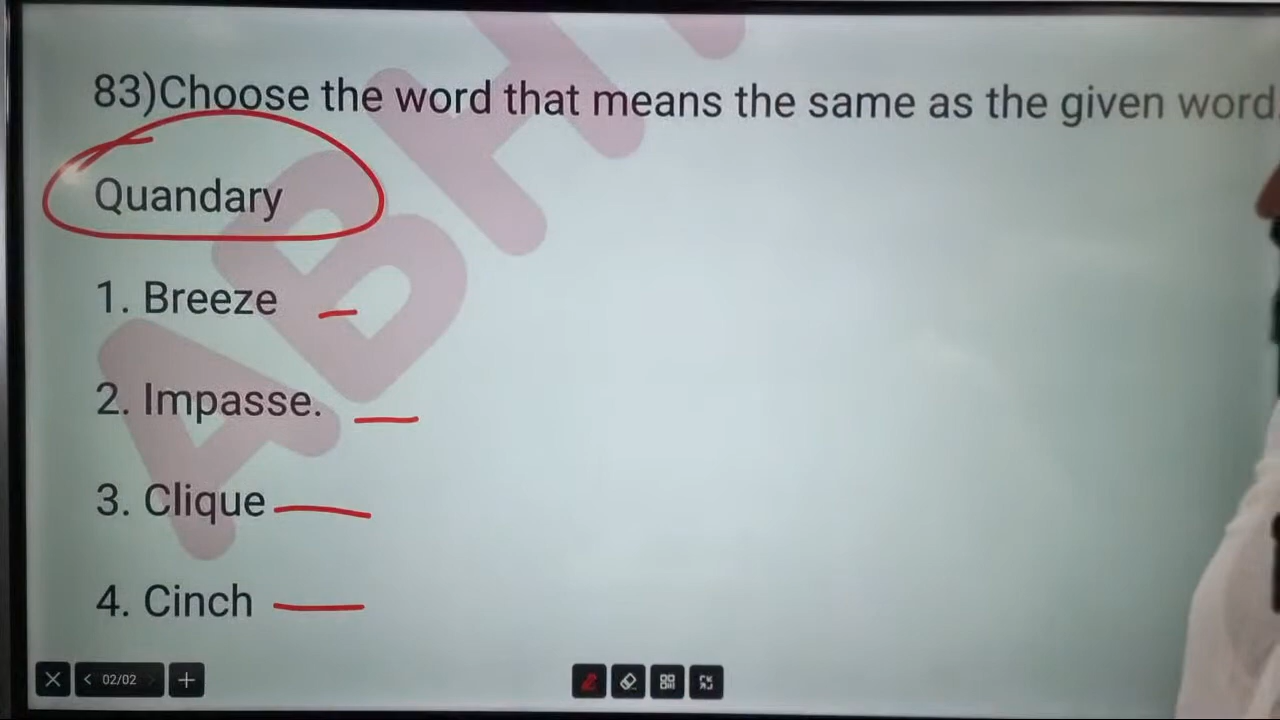 83)Choose the word that means the same as the given word.
Quandary
1. Breeze
2. Impasse.
3. Clique
4. Cinch
02/02